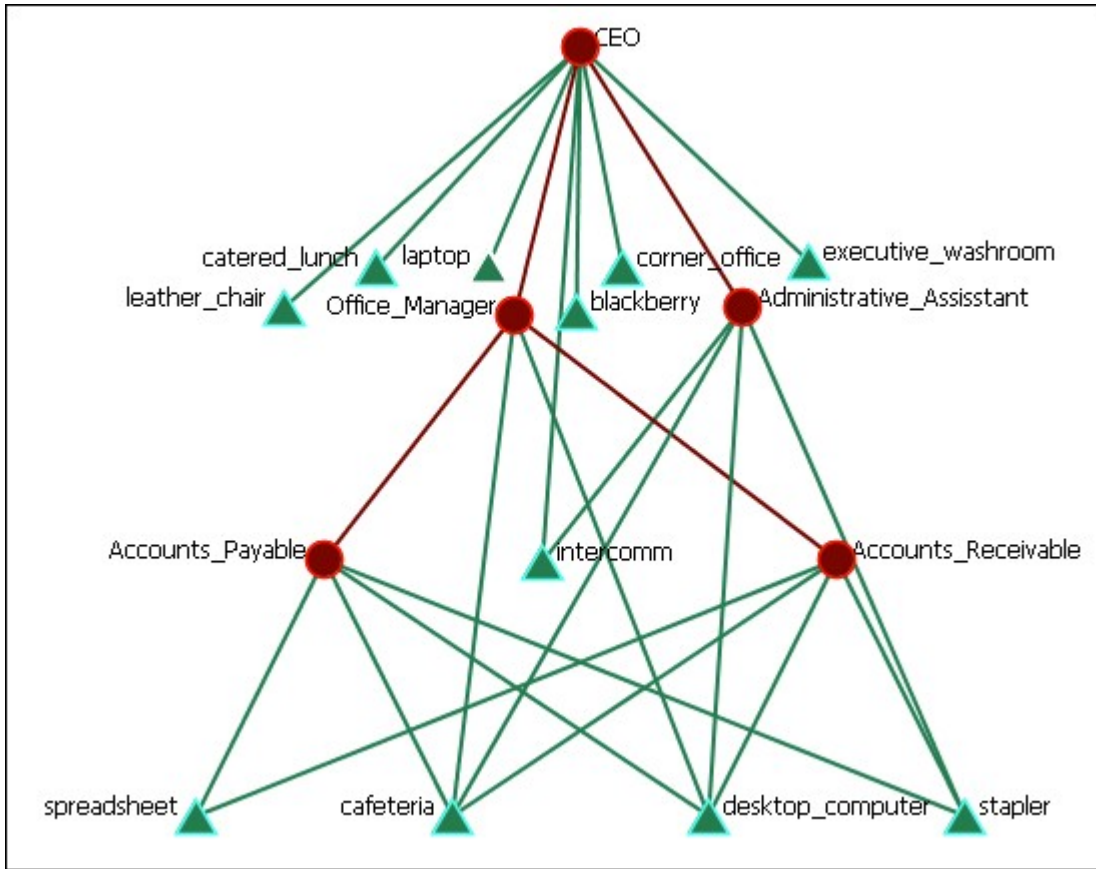 CEO
catered_lunch
laptop
corner_office
executive_washroom
leather_chair
Office_Manager
blackberry
Administrative_Assisstant
Accounts_Payable
intercomm
Accounts_Receivable
spreadsheet
cafeteria
desktop_computer
stapler